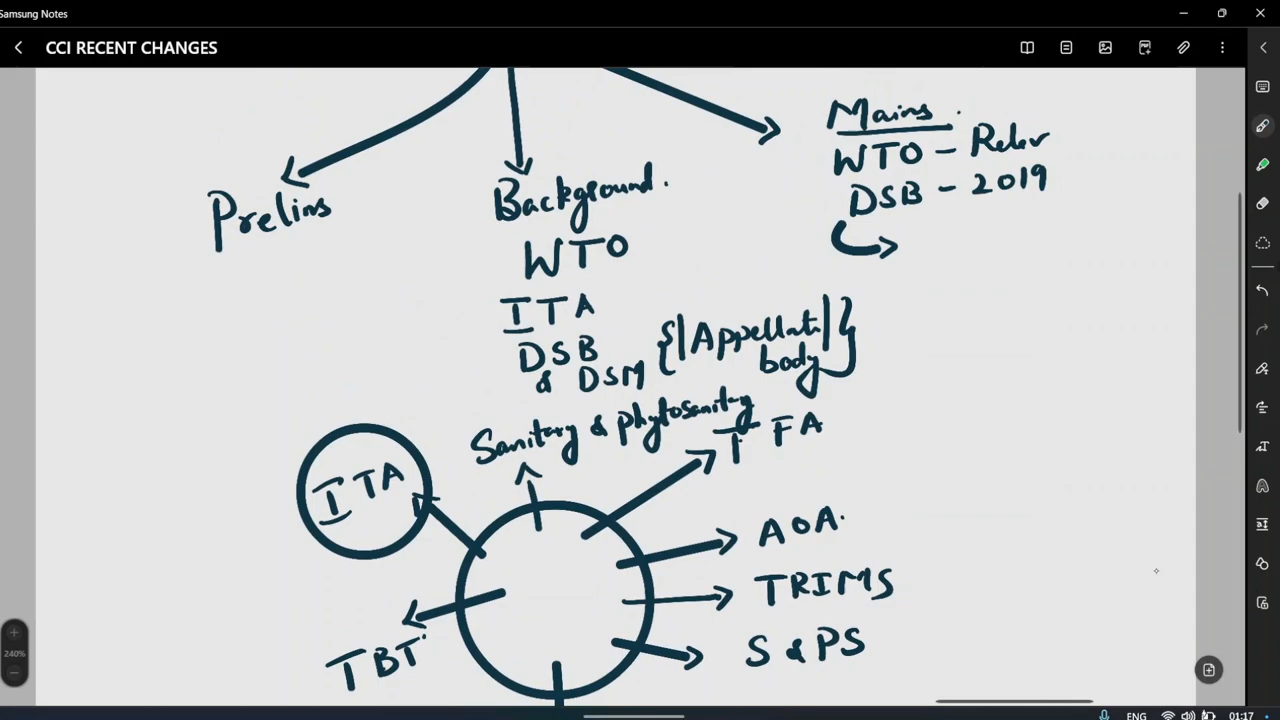 Samsung Notes
CCI RECENT CHANGES
Prelims
Background.
WTO
ITA
DSB
& DSM
{|Appellate|}
body
Mains.
WTO -
DSB - 2019
Sanitary & phytosanitary
TFA
ITA
AOA.
TRIMS
S & PS
TBT
240%
ENG
01:17